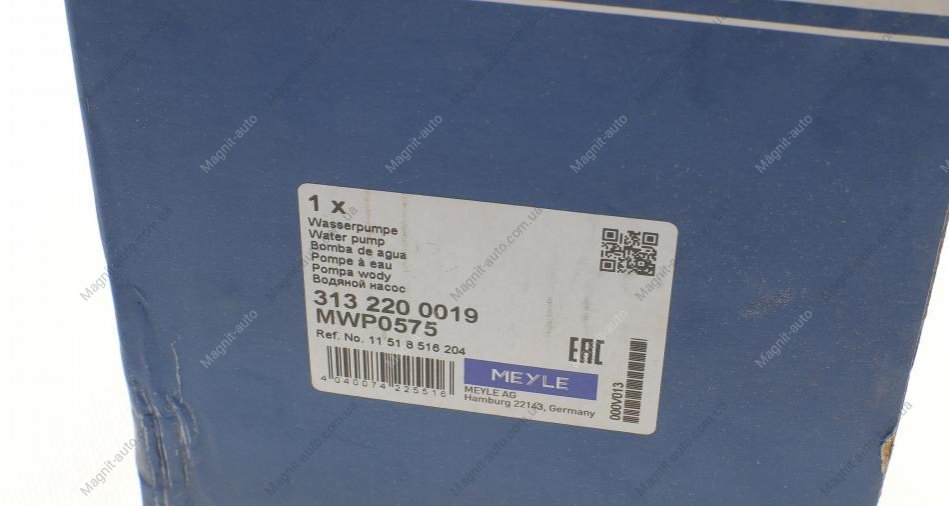 1 x
Wasserpumpe
Water pump
Bomba de agua
Pompe à eau
Pompa wody
Водяной насос
313 220 0019
MWP0575
Ref. No. 11 51 8 516 204
4 040074 225516
EAC
MEYLE
MEYLE AG
Hamburg 22143, Germany
000V013
Magnit-auto.com.ua